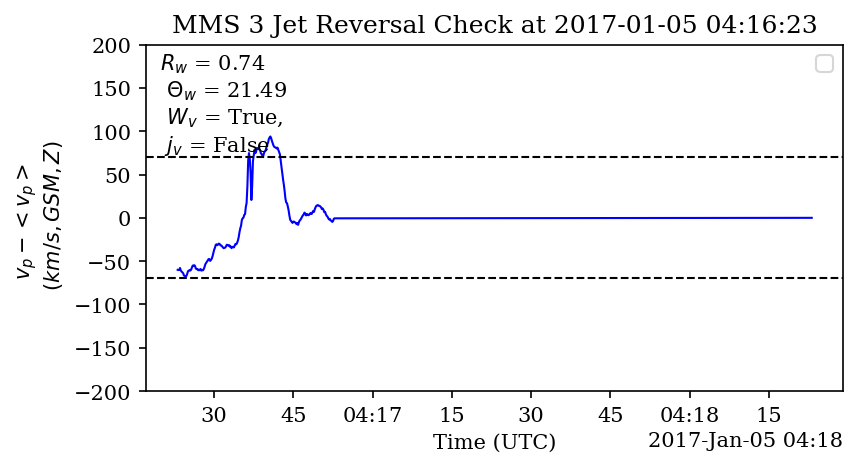 MMS 3 Jet Reversal Check at 2017-01-05 04:16:23
200
150
100
50
0
−50
−100
−150
−200
v_p − < v_p >
(km/s, GSM, Z)
R_w = 0.74
Θ_w = 21.49
W_v = True,
j_v = False
30 45 04:17 15 30 45 04:18 15
Time (UTC)
2017-Jan-05 04:18